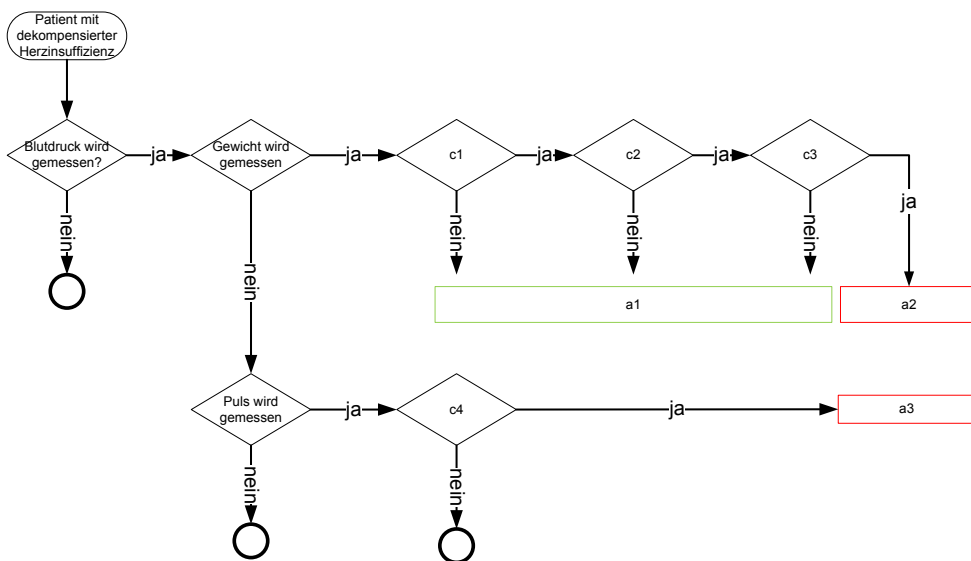 Patient mit
dekompensierter
Herzinsuffizienz
Blutdruck wird
gemessen?
ja
Gewicht wird
gemessen
ja
c1
ja
c2
ja
c3
ja
nein
nein
nein
nein
nein
a1
a2
Puls wird
gemessen
ja
c4
ja
a3
nein
nein